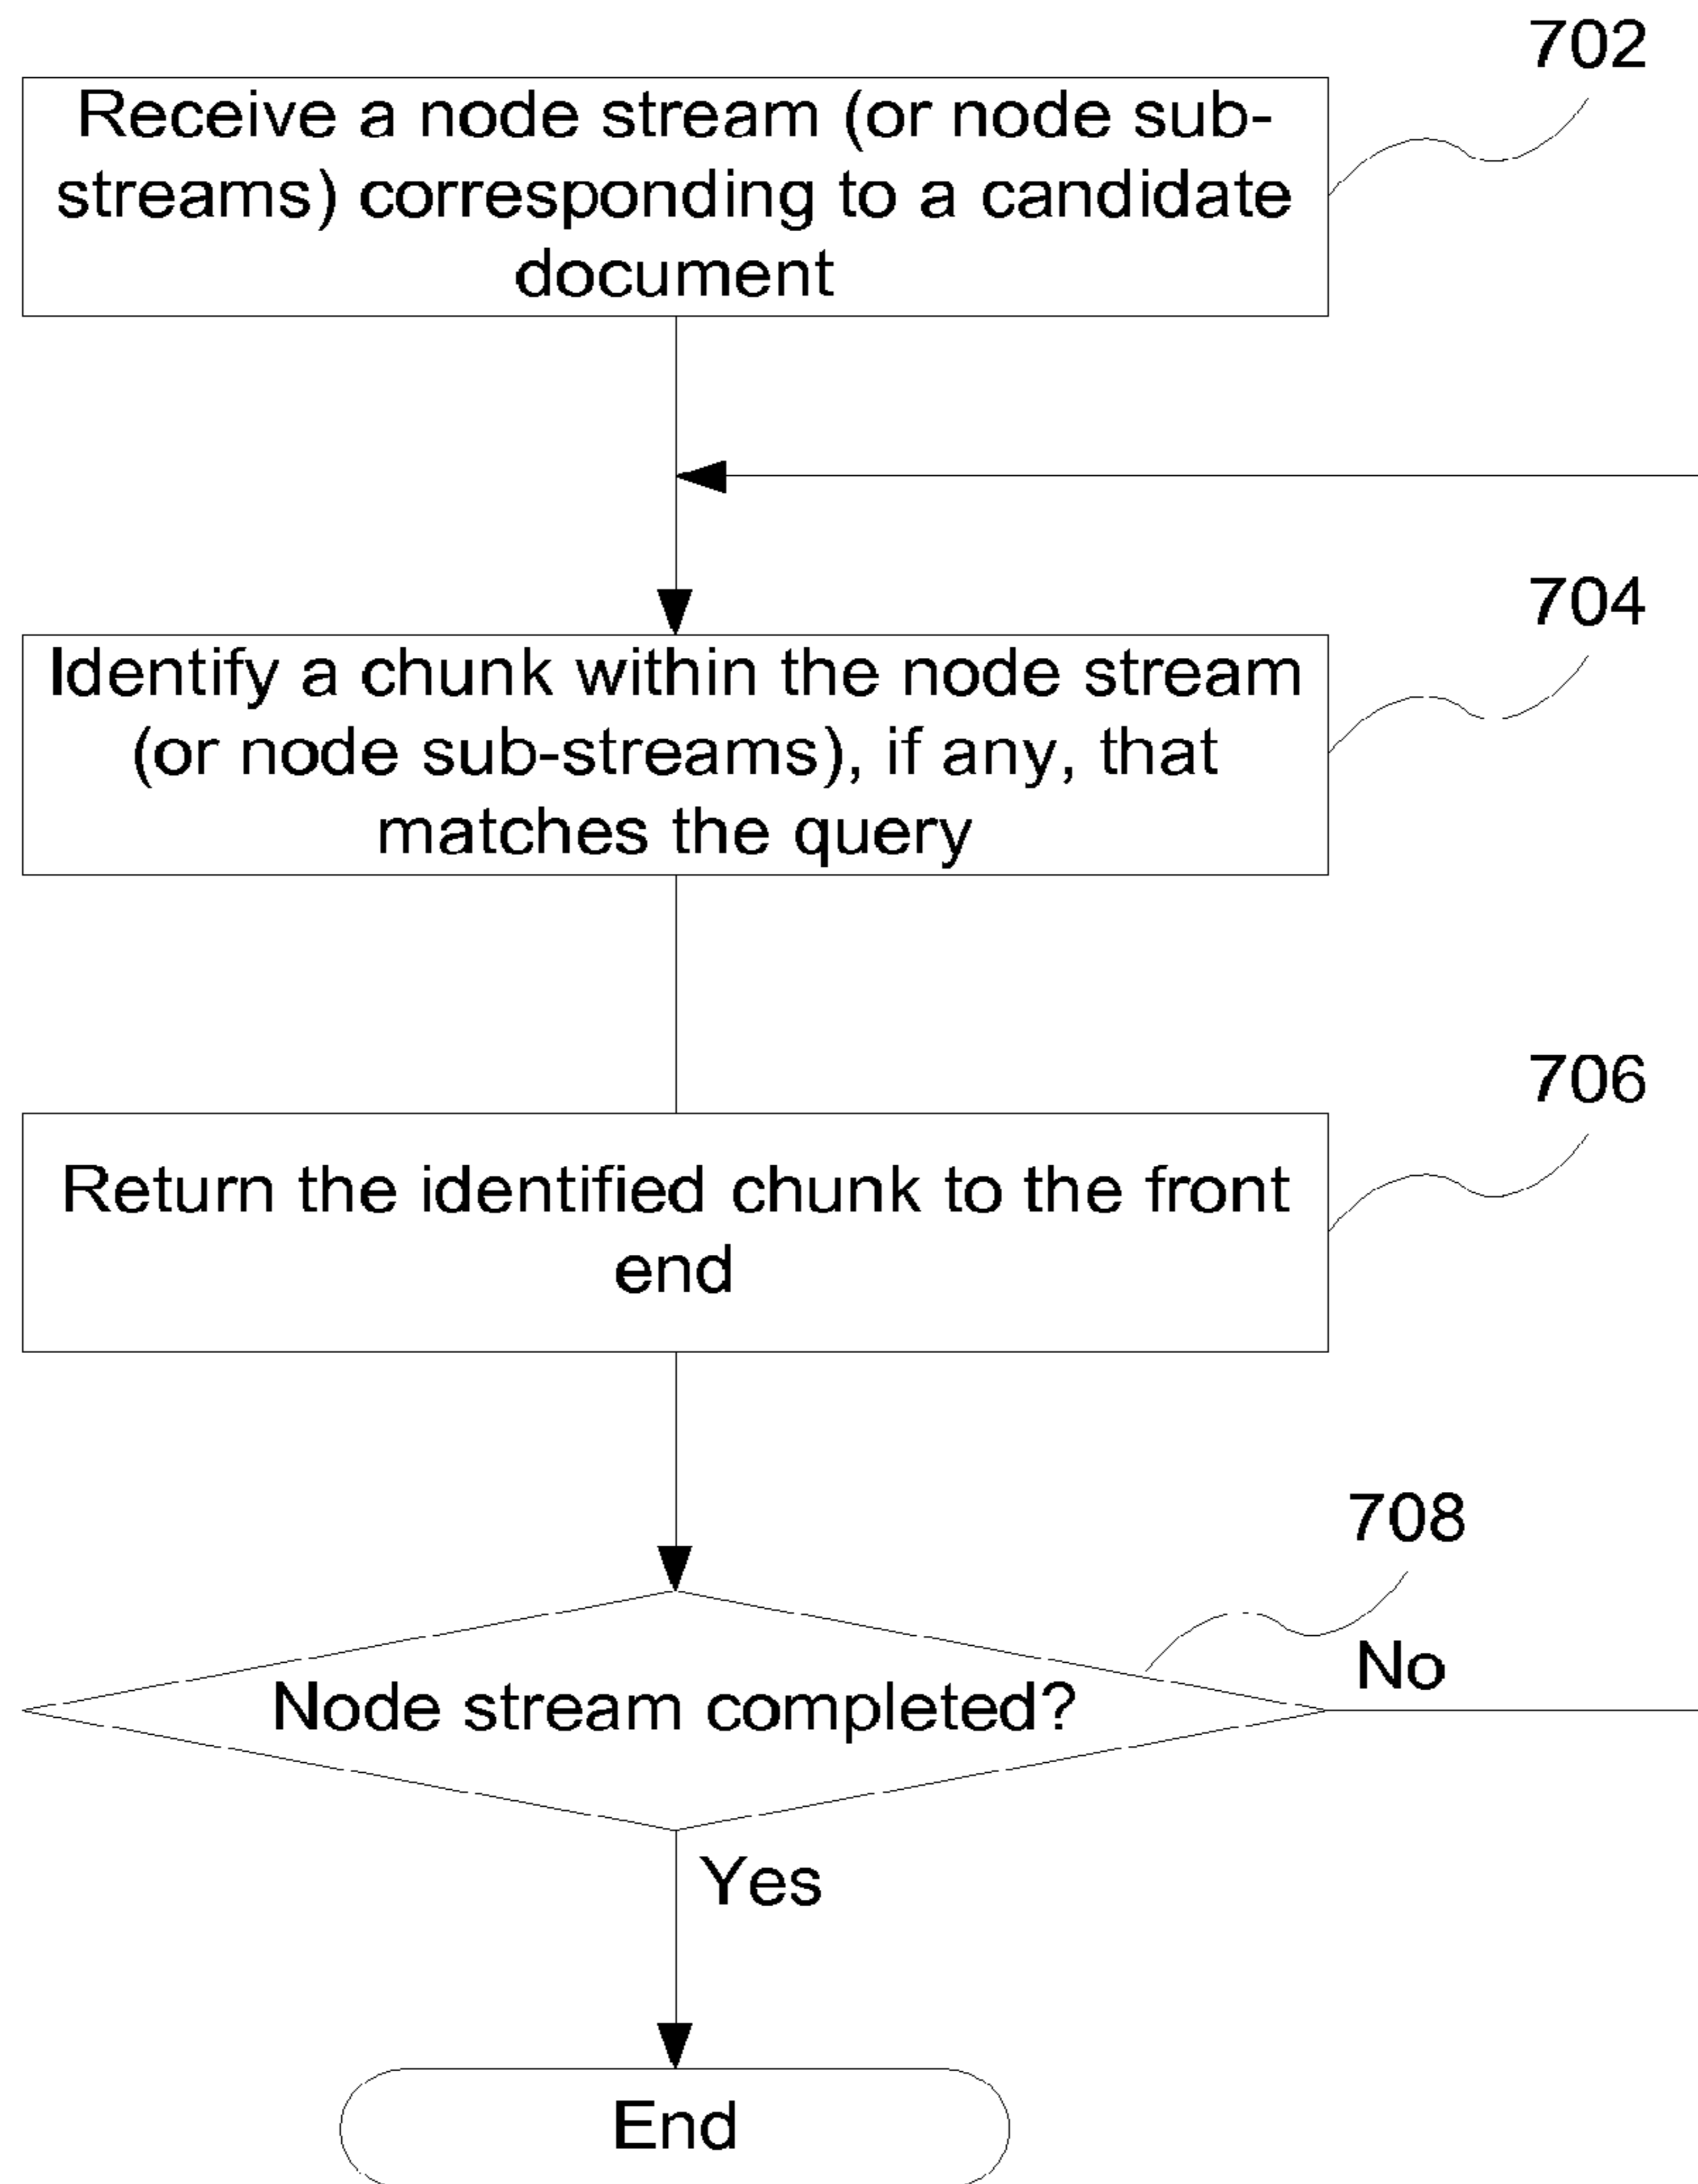 702
Receive a node stream (or node sub-
streams) corresponding to a candidate
document
704
Identify a chunk within the node stream
(or node sub-streams), if any, that
matches the query
706
Return the identified chunk to the front
end
708
No
Node stream completed?
Yes
End